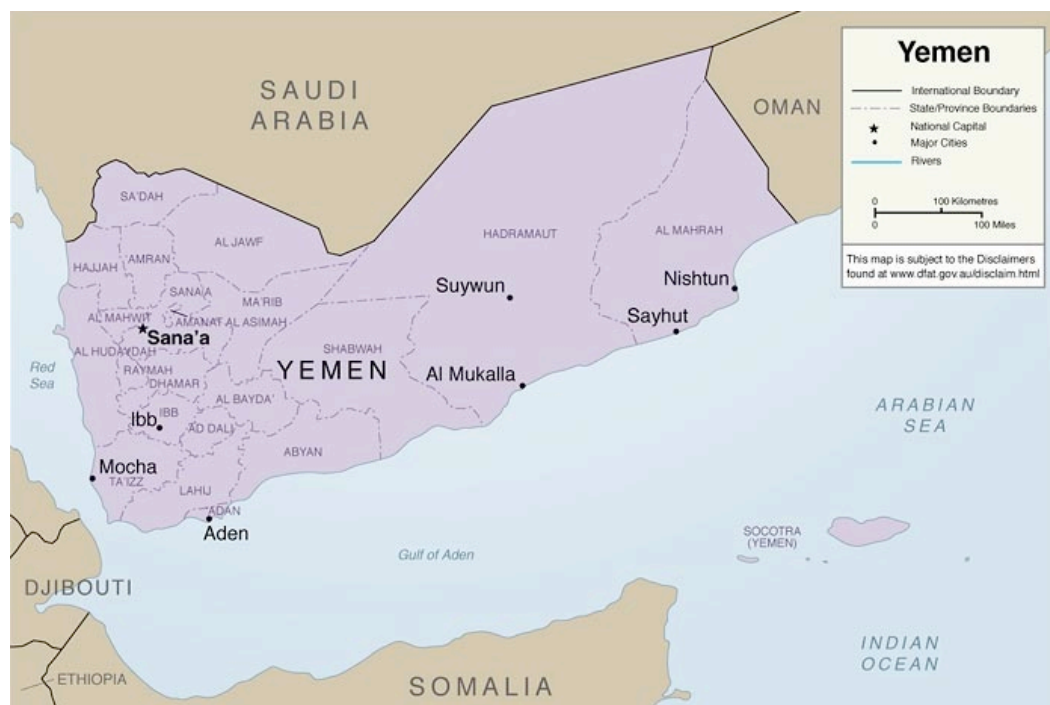 Yemen
International Boundary
State/Province Boundaries
National Capital
Major Cities
Rivers
0
100 Kilometres
0
100 Miles
This map is subject to the Disclaimers
found at www.dfat.gov.au/disclaim.html
SAUDI
ARABIA
OMAN
SA'DAH
AL JAWF
HADRAMAUT
AL MAHRAH
AMRAN
HAJJAH
Nishtun
Suywun
SANA'A
MA'RIB
AL MAHWIT
AMANAT AL ASIMAH
Sayhut
Sana'a
AL HUDAYDAH
SHABWAH
Red
Sea
RAYMAH
YEMEN
Al Mukalla
DHAMAR
AL BAYDA'
ARABIAN
SEA
Ibb
IBB
AD DALI
ABYAN
Mocha
TA'IZZ
LAHIJ
ADAN
Aden
SOCOTRA
(YEMEN)
Gulf of Aden
DJIBOUTI
INDIAN
OCEAN
ETHIOPIA
SOMALIA